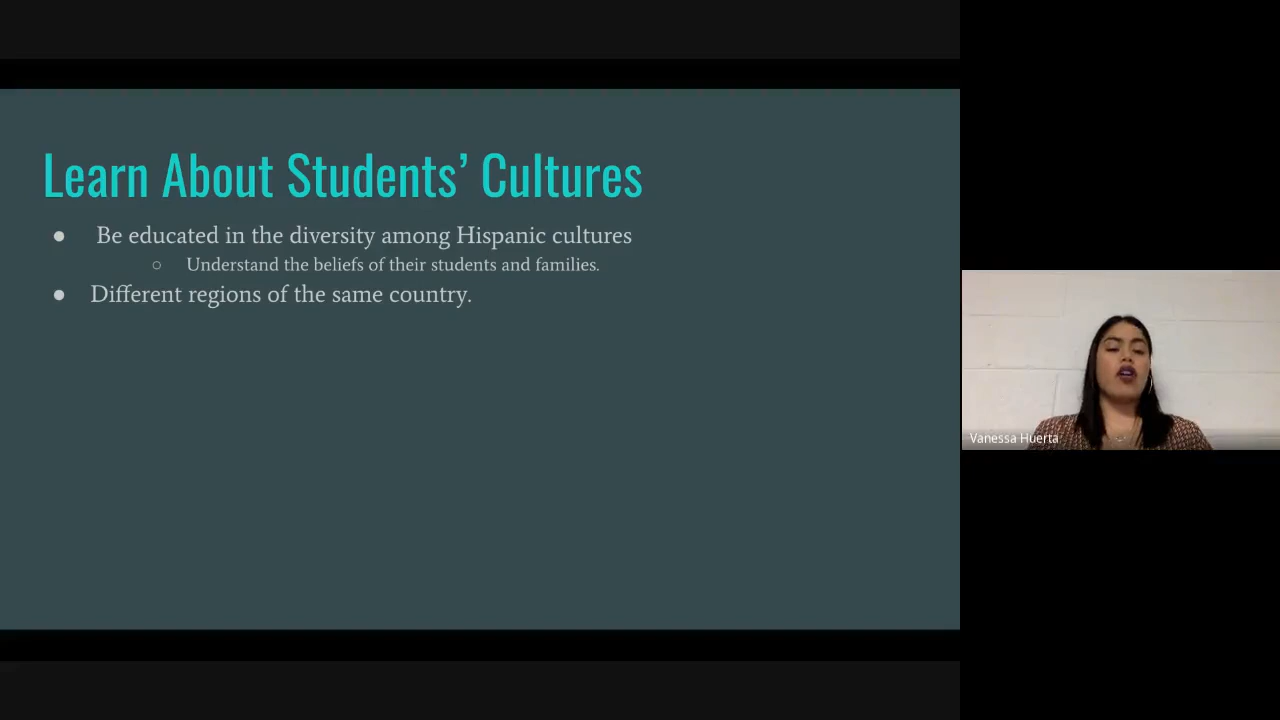 Learn About Students’ Cultures
● Be educated in the diversity among Hispanic cultures
○ Understand the beliefs of their students and families.
● Different regions of the same country.
Vanessa Huerta